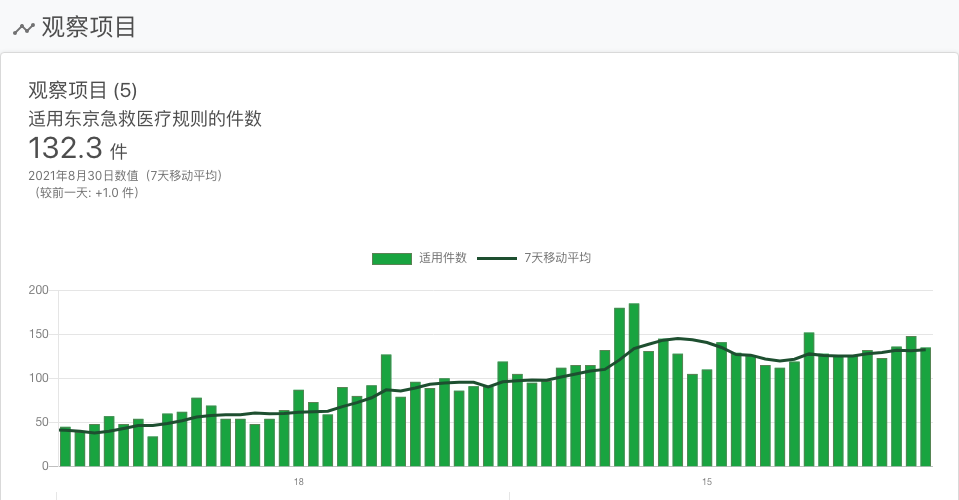 观察项目
观察项目 (5)
适用东京急救医疗规则的件数
132.3 件
2021年8月30日数值（7天移动平均）
（较前一天: +1.0 件）
适用件数 7天移动平均
200
150
100
50
0
18 15